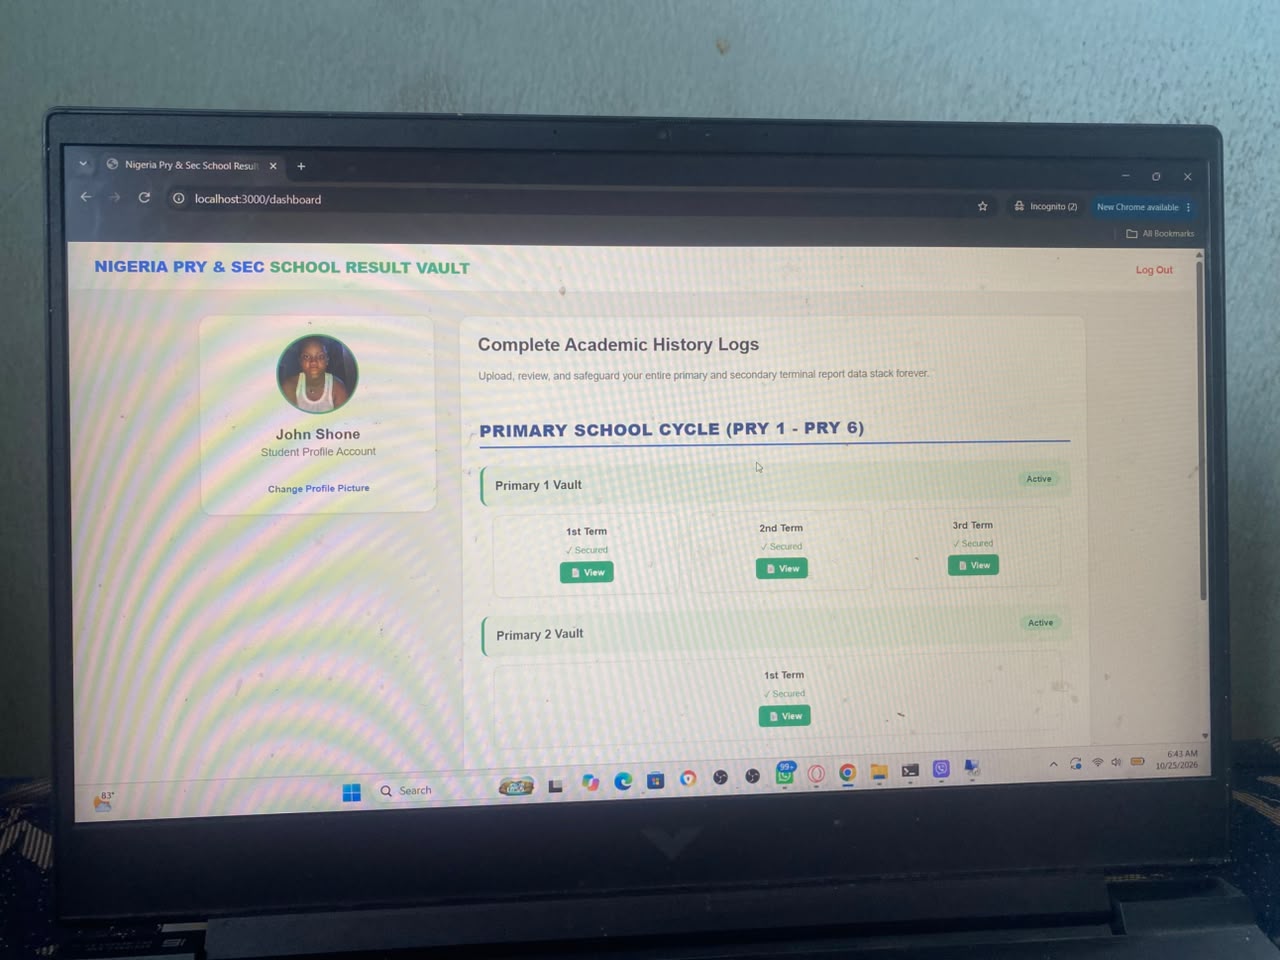 Nigeria Pry & Sec School Resul
localhost:3000/dashboard
Incognito (2)
New Chrome available
All Bookmarks
NIGERIA PRY & SEC SCHOOL RESULT VAULT
Log Out
John Shone
Student Profile Account
Change Profile Picture
Complete Academic History Logs
Upload, review, and safeguard your entire primary and secondary terminal report data stack forever.
PRIMARY SCHOOL CYCLE (PRY 1 - PRY 6)
Primary 1 Vault
Active
1st Term
✓ Secured
View
2nd Term
✓ Secured
View
3rd Term
✓ Secured
View
Primary 2 Vault
Active
1st Term
✓ Secured
View
83°
Search
99+
6:43 AM
10/25/2026